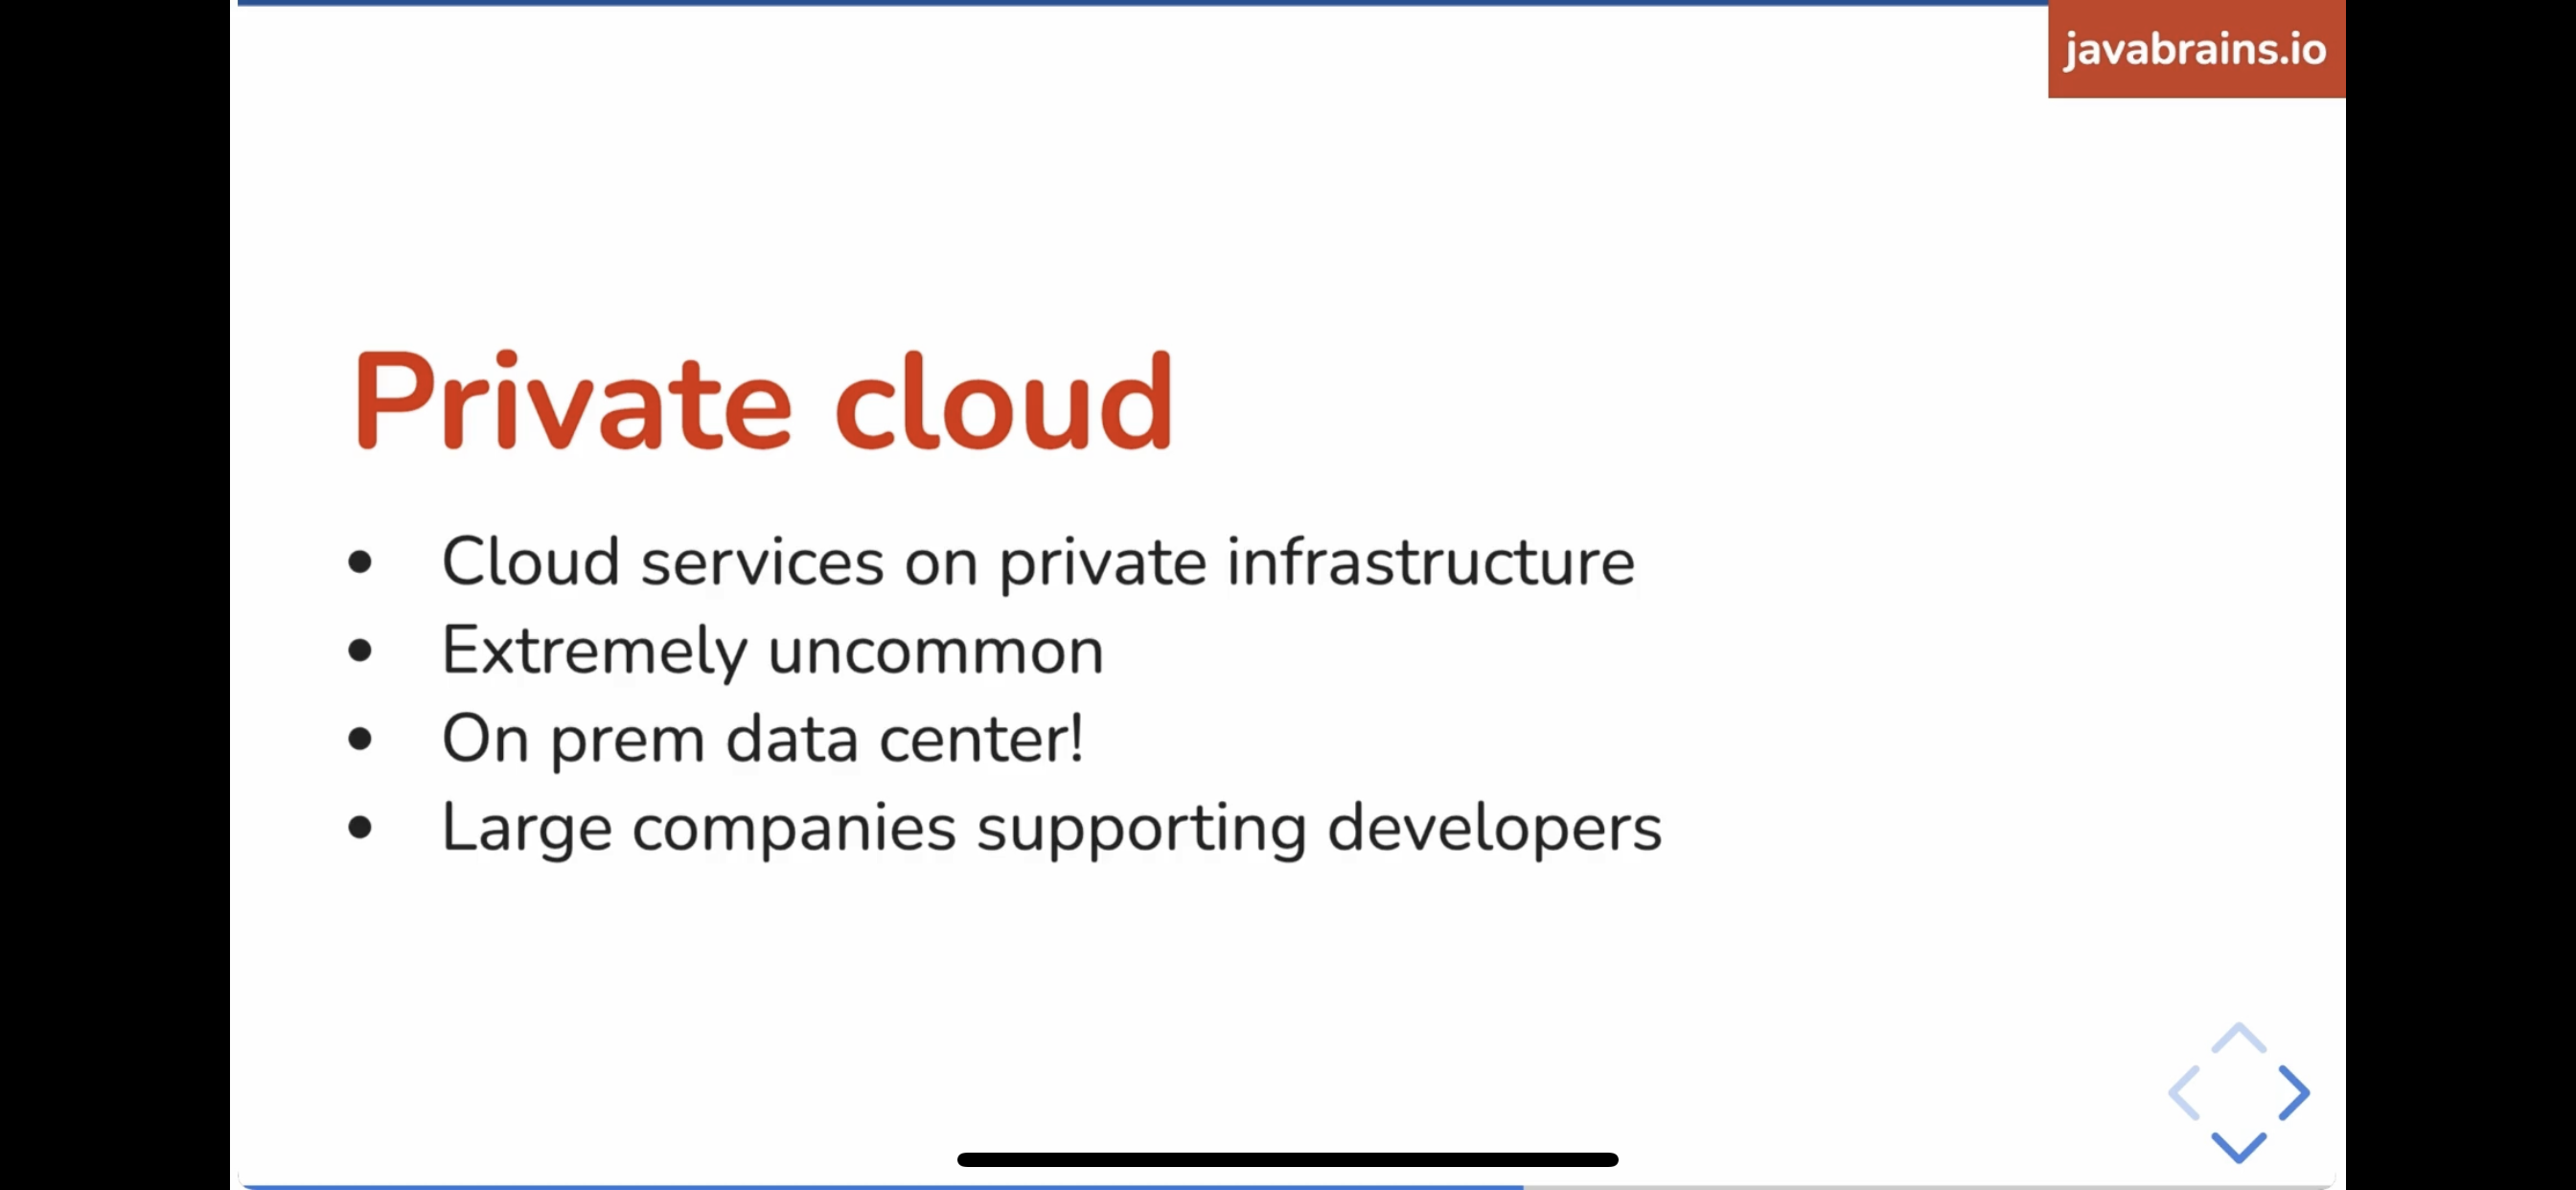 javabrains.io
Private cloud
• Cloud services on private infrastructure
• Extremely uncommon
• On prem data center!
• Large companies supporting developers